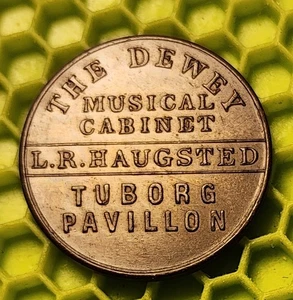 THE DEWEY
MUSICAL
CABINET
L.R.HAUGSTED
TUBORG
PAVILLON